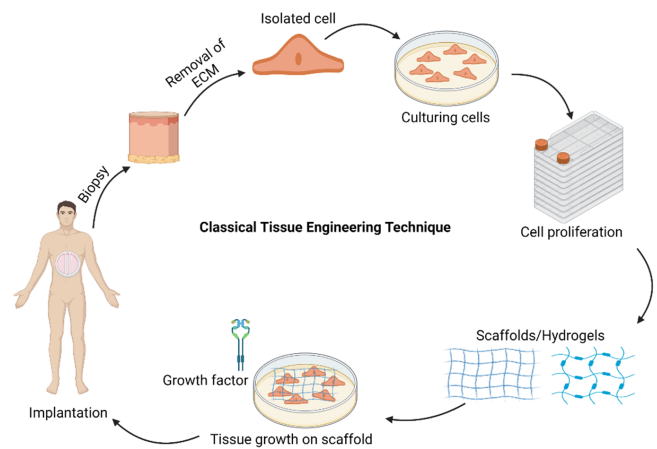 Isolated cell
Removal of
ECM
Culturing cells
Biopsy
Classical Tissue Engineering Technique
Cell proliferation
Scaffolds/Hydrogels
Growth factor
Implantation
Tissue growth on scaffold